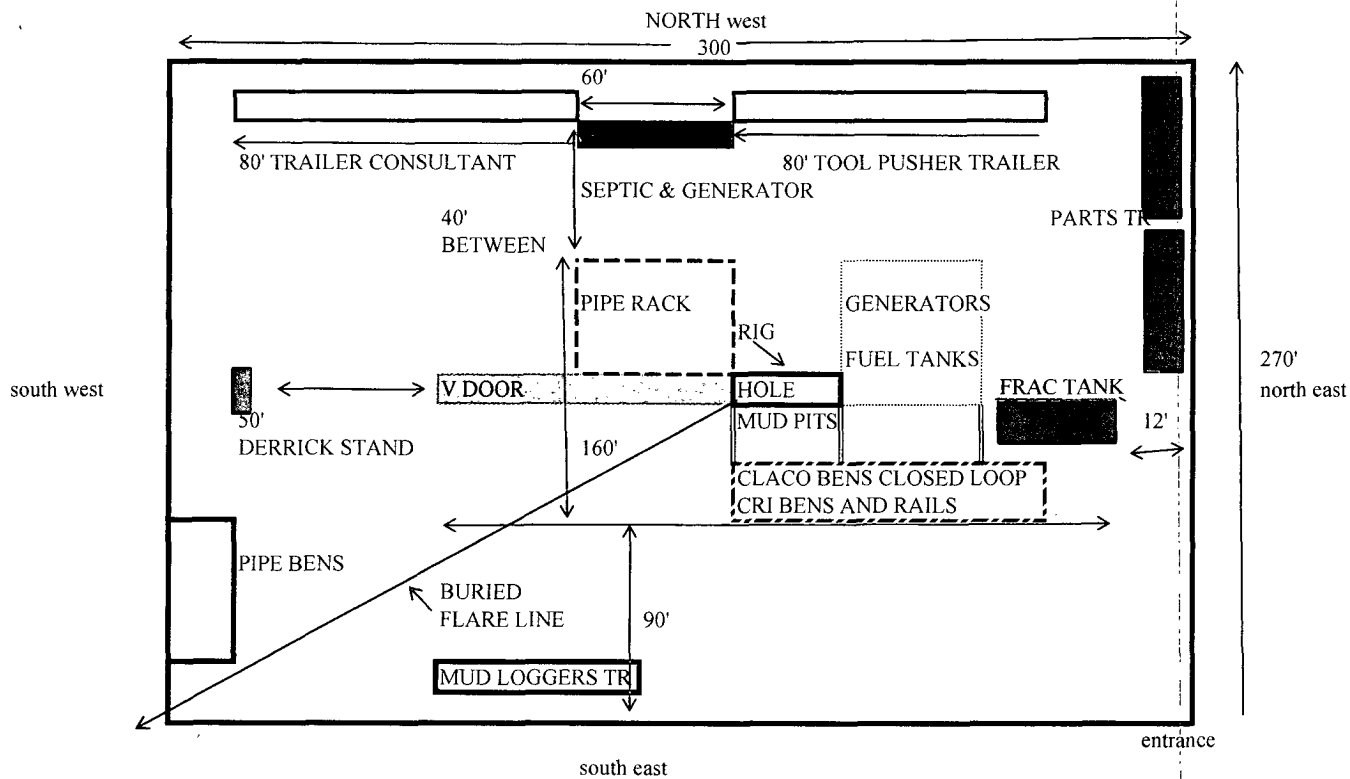 NORTH west
300
60'
80' TRAILER CONSULTANT
80' TOOL PUSHER TRAILER
SEPTIC & GENERATOR
40'
BETWEEN
PARTS TR
PIPE RACK
GENERATORS
RIG
FUEL TANKS
270'
north east
south west
V DOOR
HOLE
FRAC TANK
50'
DERRICK STAND
MUD PITS
12'
160'
CLACO BENS CLOSED LOOP
CRI BENS AND RAILS
PIPE BENS
BURIED
FLARE LINE
90'
MUD LOGGERS TR
entrance
south east